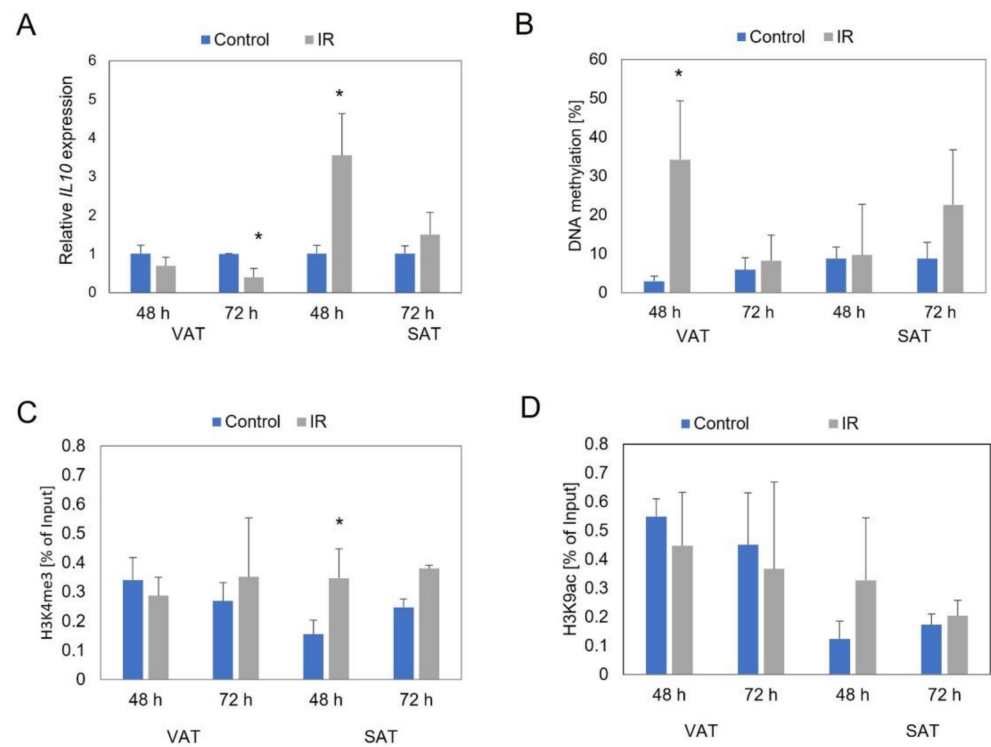 A
Control IR
Relative IL10 expression
6
5
4
3
2
1
0
*
*
48 h 72 h 48 h 72 h
VAT SAT
B
Control IR
DNA methylation [%]
60
50
40
30
20
10
0
*
48 h 72 h 48 h 72 h
VAT SAT
C
Control IR
H3K4me3 [% of Input]
0.8
0.7
0.6
0.5
0.4
0.3
0.2
0.1
0
*
48 h 72 h 48 h 72 h
VAT SAT
D
Control IR
H3K9ac [% of Input]
0.8
0.7
0.6
0.5
0.4
0.3
0.2
0.1
0
48 h 72 h 48 h 72 h
VAT SAT